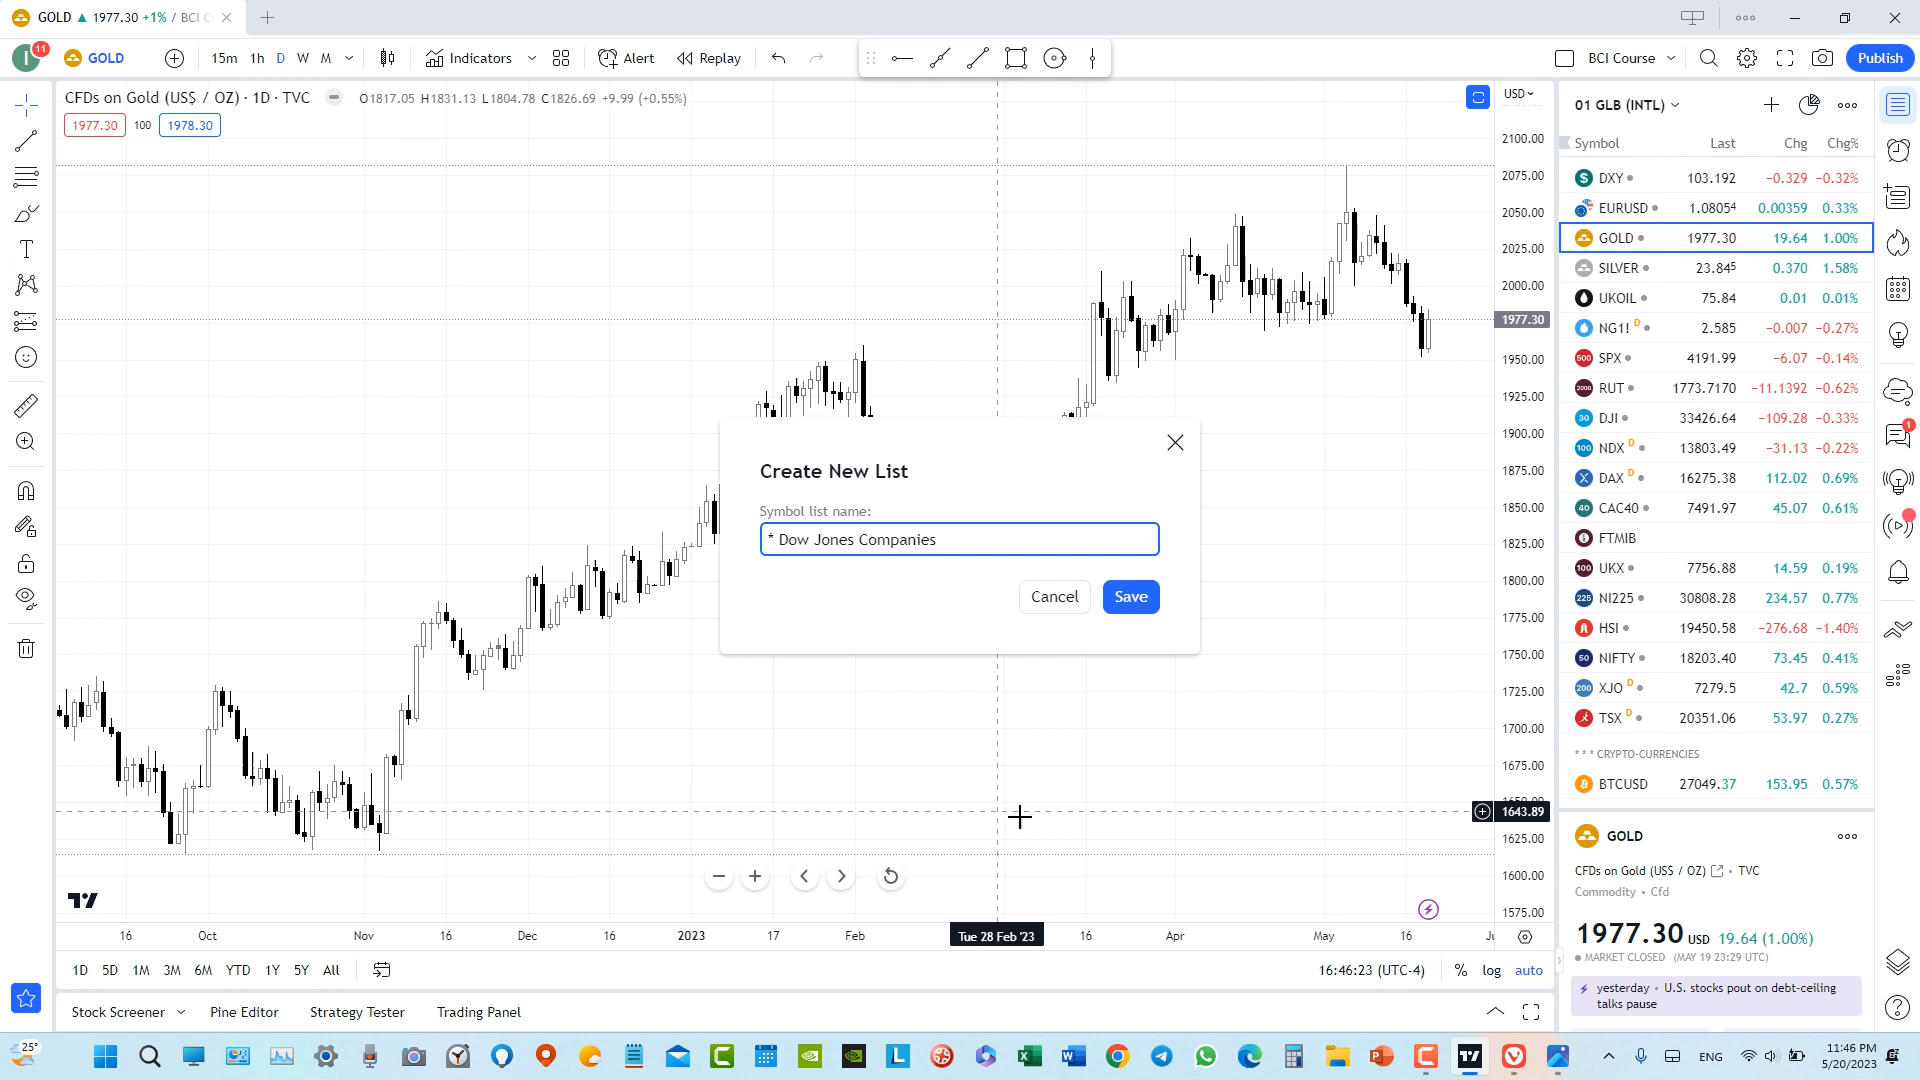 GOLD ▲ 1977.30 +1% / BCI C
11
I
GOLD
15m 1h D W M
Indicators
Alert
Replay
BCI Course
Publish
CFDs on Gold (US$ / OZ) · 1D · TVC
O1817.05 H1831.13 L1804.78 C1826.69 +9.99 (+0.55%)
1977.30 100 1978.30
USD
2100.00
2075.00
2050.00
2025.00
2000.00
1977.30
1950.00
1925.00
1900.00
1875.00
1850.00
1825.00
1800.00
1775.00
1750.00
1725.00
1700.00
1675.00
1643.89
1625.00
1600.00
1575.00
Create New List
Symbol list name:
* Dow Jones Companies
Cancel Save
16 Oct Nov 16 Dec 16 2023 17 Feb Tue 28 Feb '23 16 Apr May 16
1D 5D 1M 3M 6M YTD 1Y 5Y All
16:46:23 (UTC-4) % log auto
Stock Screener Pine Editor Strategy Tester Trading Panel
01 GLB (INTL)
Symbol Last Chg Chg%
DXY 103.192 −0.329 −0.32%
EURUSD 1.08054 0.00359 0.33%
GOLD 1977.30 19.64 1.00%
SILVER 23.845 0.370 1.58%
UKOIL 75.84 0.01 0.01%
NG1! D 2.585 −0.007 −0.27%
500 SPX 4191.99 −6.07 −0.14%
2000 RUT 1773.7170 −11.1392 −0.62%
30 DJI 33426.64 −109.28 −0.33%
100 NDX D 13803.49 −31.13 −0.22%
X DAX D 16275.38 112.02 0.69%
40 CAC40 7491.97 45.07 0.61%
FTMIB
100 UKX 7756.88 14.59 0.19%
225 NI225 30808.28 234.57 0.77%
HSI 19450.58 −276.68 −1.40%
50 NIFTY 18203.40 73.45 0.41%
200 XJO D 7279.5 42.7 0.59%
TSX D 20351.06 53.97 0.27%
* * * CRYPTO-CURRENCIES
BTCUSD 27049.37 153.95 0.57%
GOLD
CFDs on Gold (US$ / OZ) • TVC
Commodity • Cfd
1977.30 USD 19.64 (1.00%)
MARKET CLOSED (MAY 19 23:29 UTC)
yesterday • U.S. stocks pout on debt-ceiling
talks pause
1
25°
ENG
11:46 PM
5/20/2023